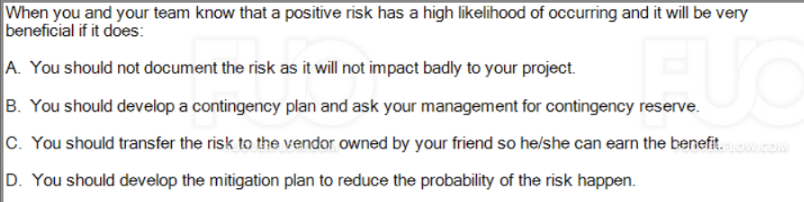 When you and your team know that a positive risk has a high likelihood of occurring and it will be very
beneficial if it does:
A. You should not document the risk as it will not impact badly to your project.
B. You should develop a contingency plan and ask your management for contingency reserve.
C. You should transfer the risk to the vendor owned by your friend so he/she can earn the benefit.
D. You should develop the mitigation plan to reduce the probability of the risk happen.